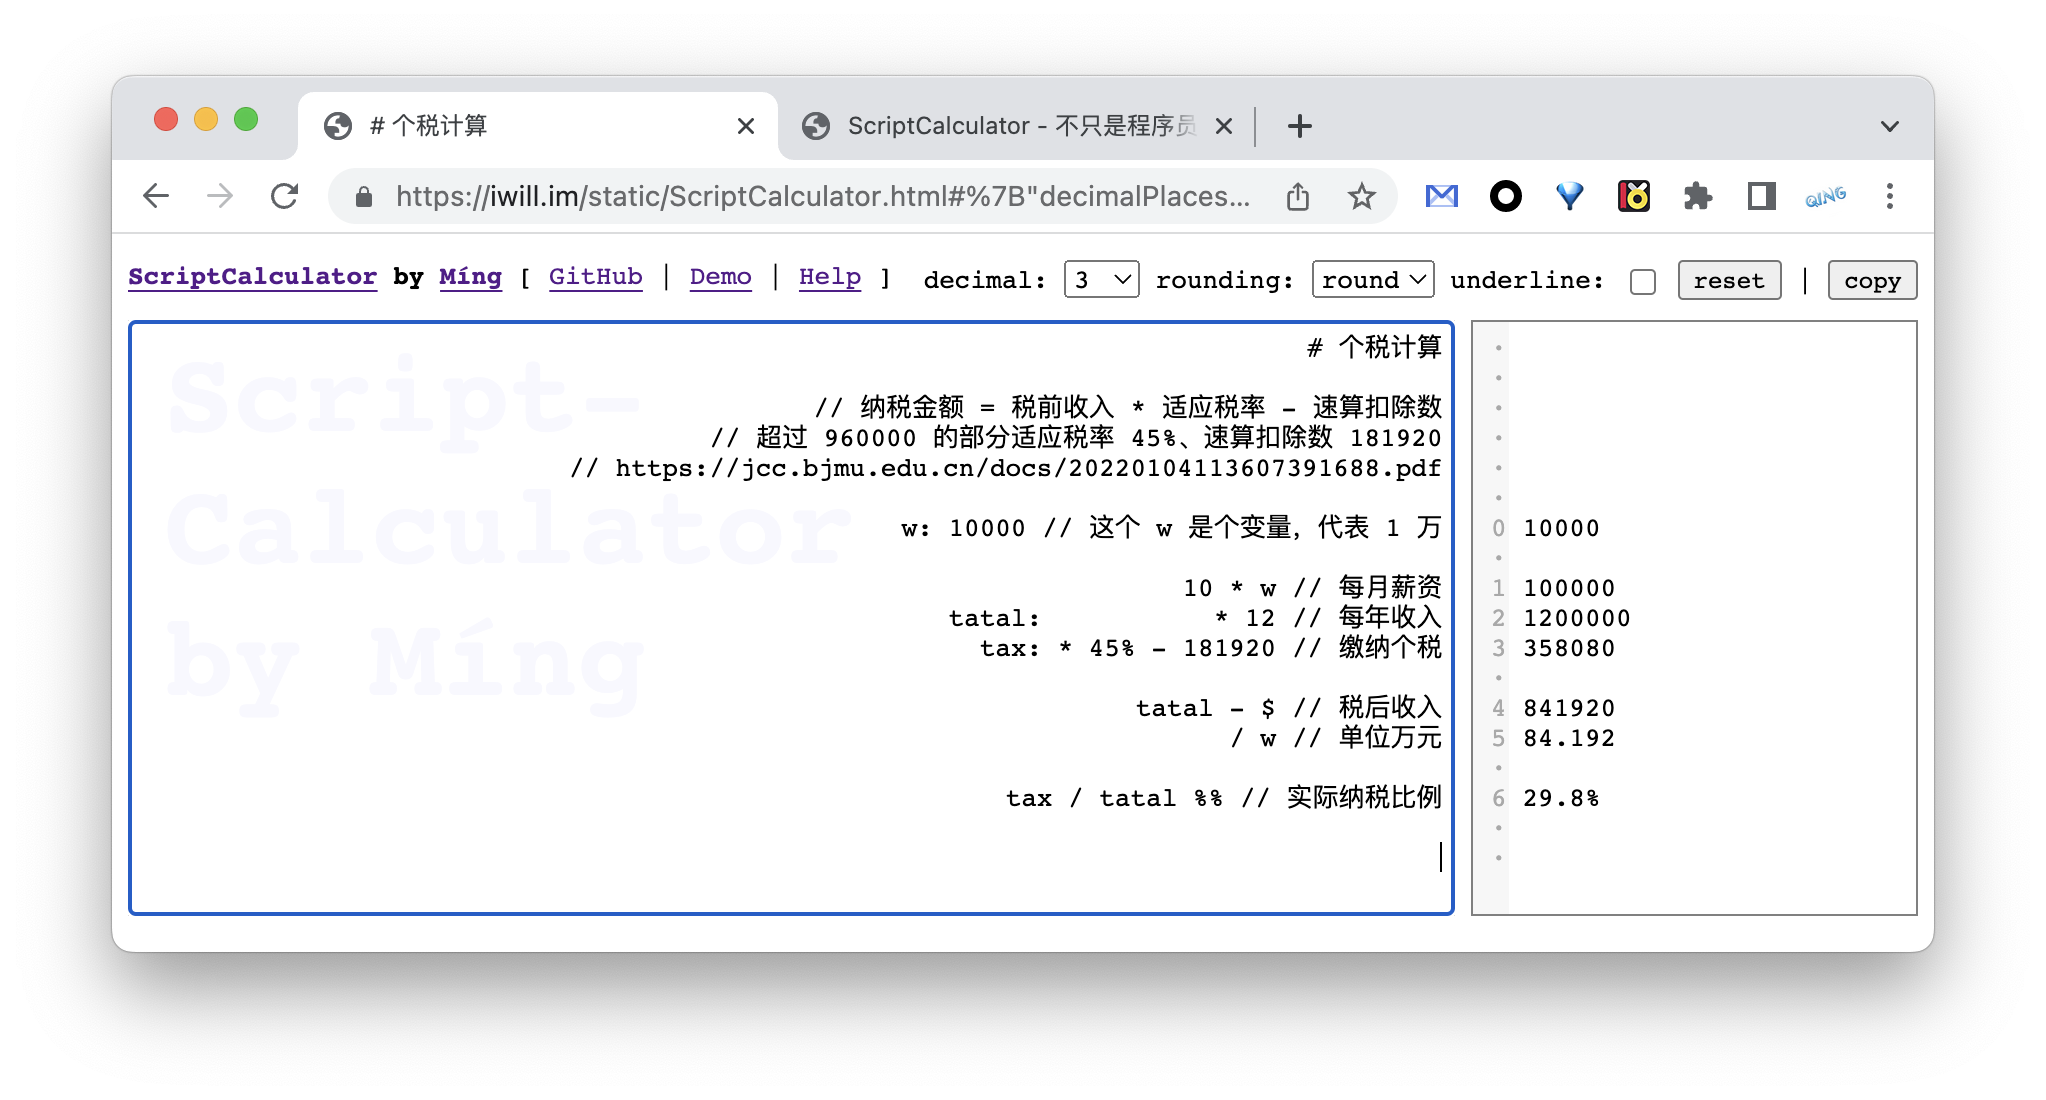 # 个税计算
ScriptCalculator - 不只是程序员
https://iwill.im/static/ScriptCalculator.html#%7B"decimalPlaces...
QING
ScriptCalculator by Míng [ GitHub | Demo | Help ] decimal: 3 rounding: round underline: reset | copy
Script-
Calculator
by Míng
# 个税计算
// 纳税金额 = 税前收入 * 适应税率 - 速算扣除数
// 超过 960000 的部分适应税率 45%、速算扣除数 181920
// https://jcc.bjmu.edu.cn/docs/20220104113607391688.pdf
w: 10000 // 这个 w 是个变量，代表 1 万 0 10000
10 * w // 每月薪资 1 100000
tatal: * 12 // 每年收入 2 1200000
tax: * 45% - 181920 // 缴纳个税 3 358080
tatal - $ // 税后收入 4 841920
/ w // 单位万元 5 84.192
tax / tatal %% // 实际纳税比例 6 29.8%